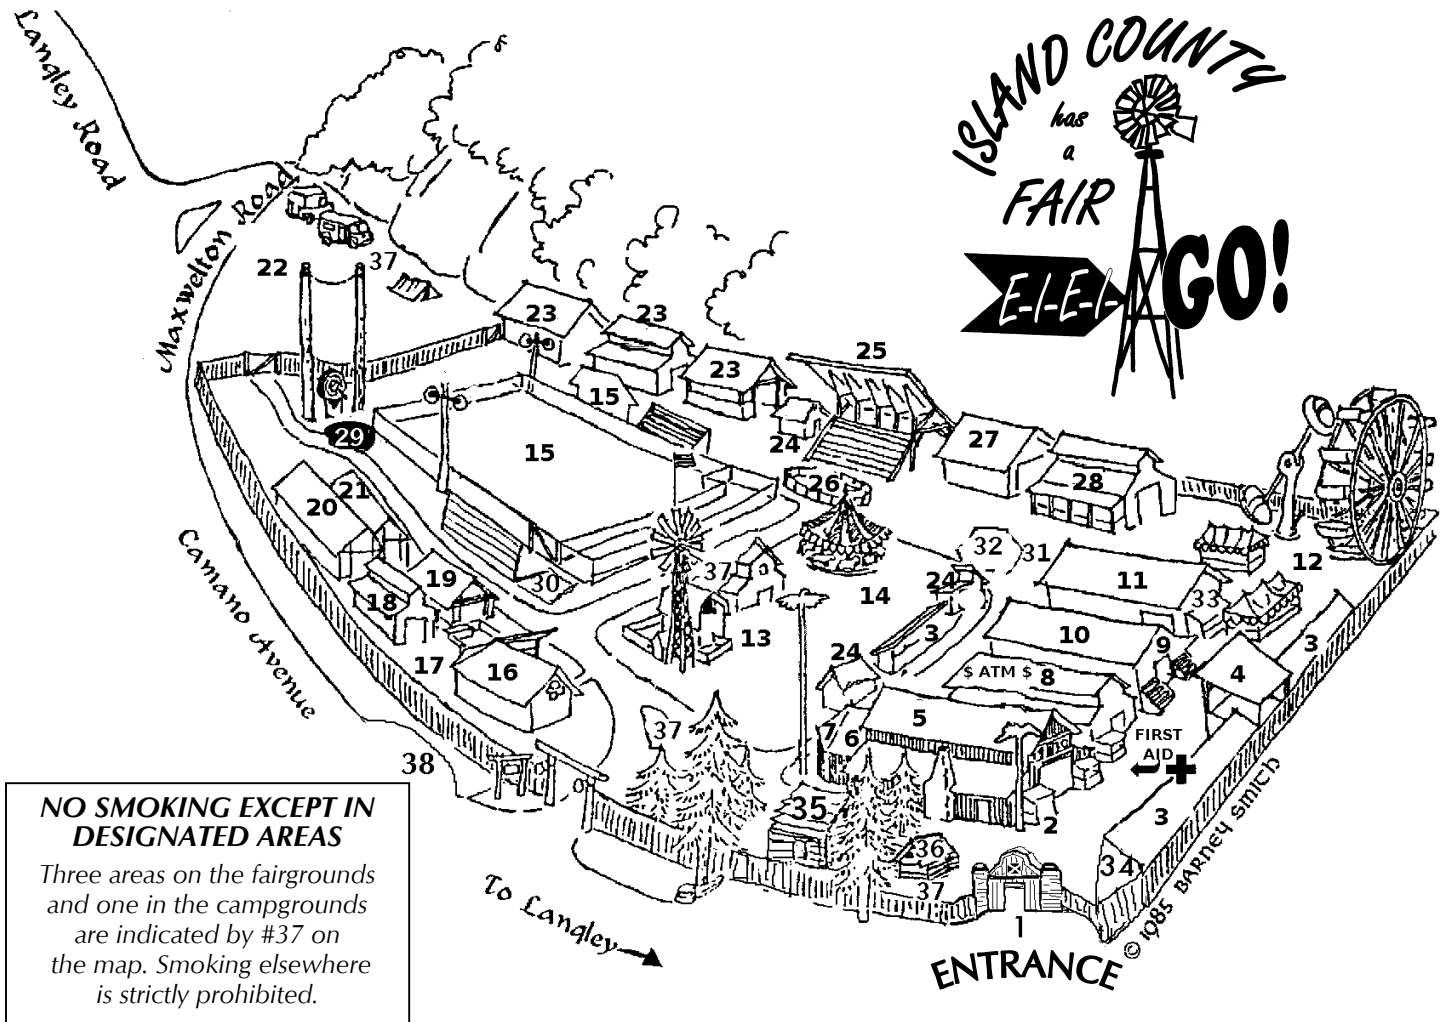 Langley Road
Maxwelton Road
Camano Avenue
ISLAND COUNTY
has
a
FAIR
E-I-E-I-
GO!
22
37
23
23
23
25
15
24
27
28
29
15
26
21
20
32
31
12
11
24
33
30
37
14
19
18
13
3
10
9
3
24
4
17
16
$ ATM $ 8
5
7
6
37
FIRST
AID
38
35
2
3
36
34
37
1
ENTRANCE
To Langley
© 1985 BARNEY SMITH
NO SMOKING EXCEPT IN
DESIGNATED AREAS
Three areas on the fairgrounds
and one in the campgrounds
are indicated by #37 on
the map. Smoking elsewhere
is strictly prohibited.